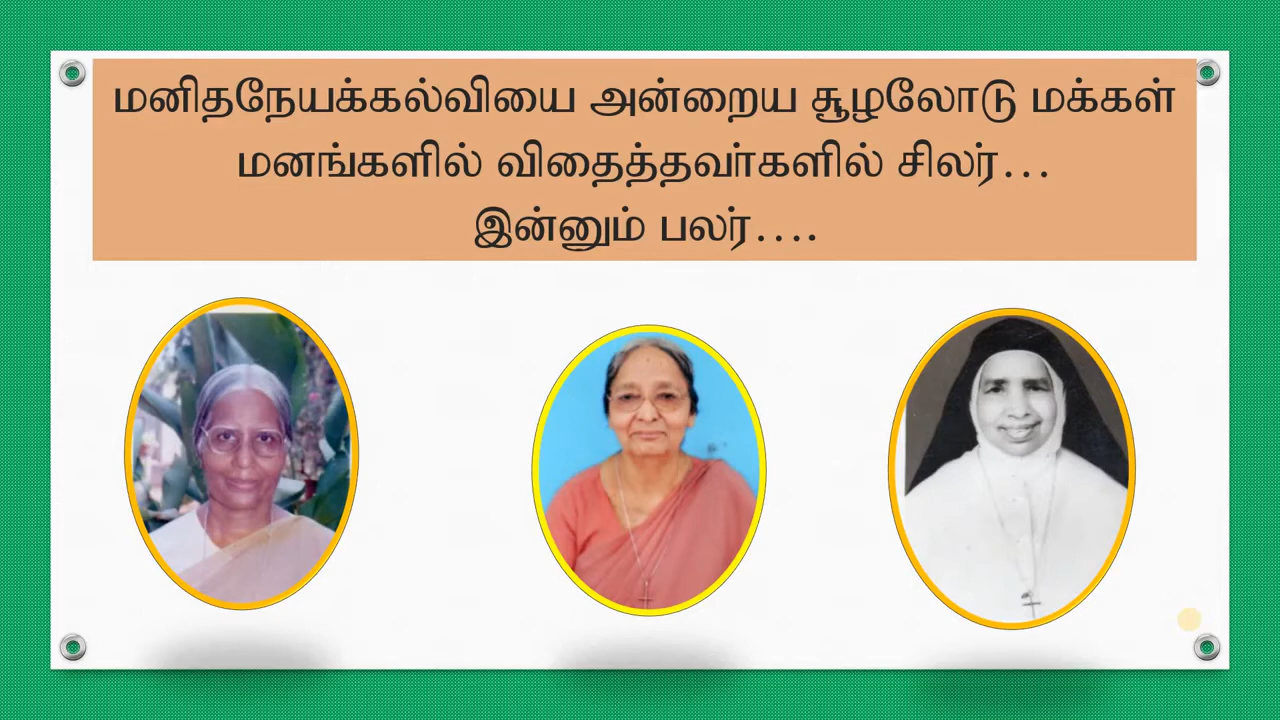 மனிதநேயக்கல்வியை அன்றைய சூழலோடு மக்கள்
மனங்களில் விதைத்தவர்களில் சிலர்...
இன்னும் பலர்....